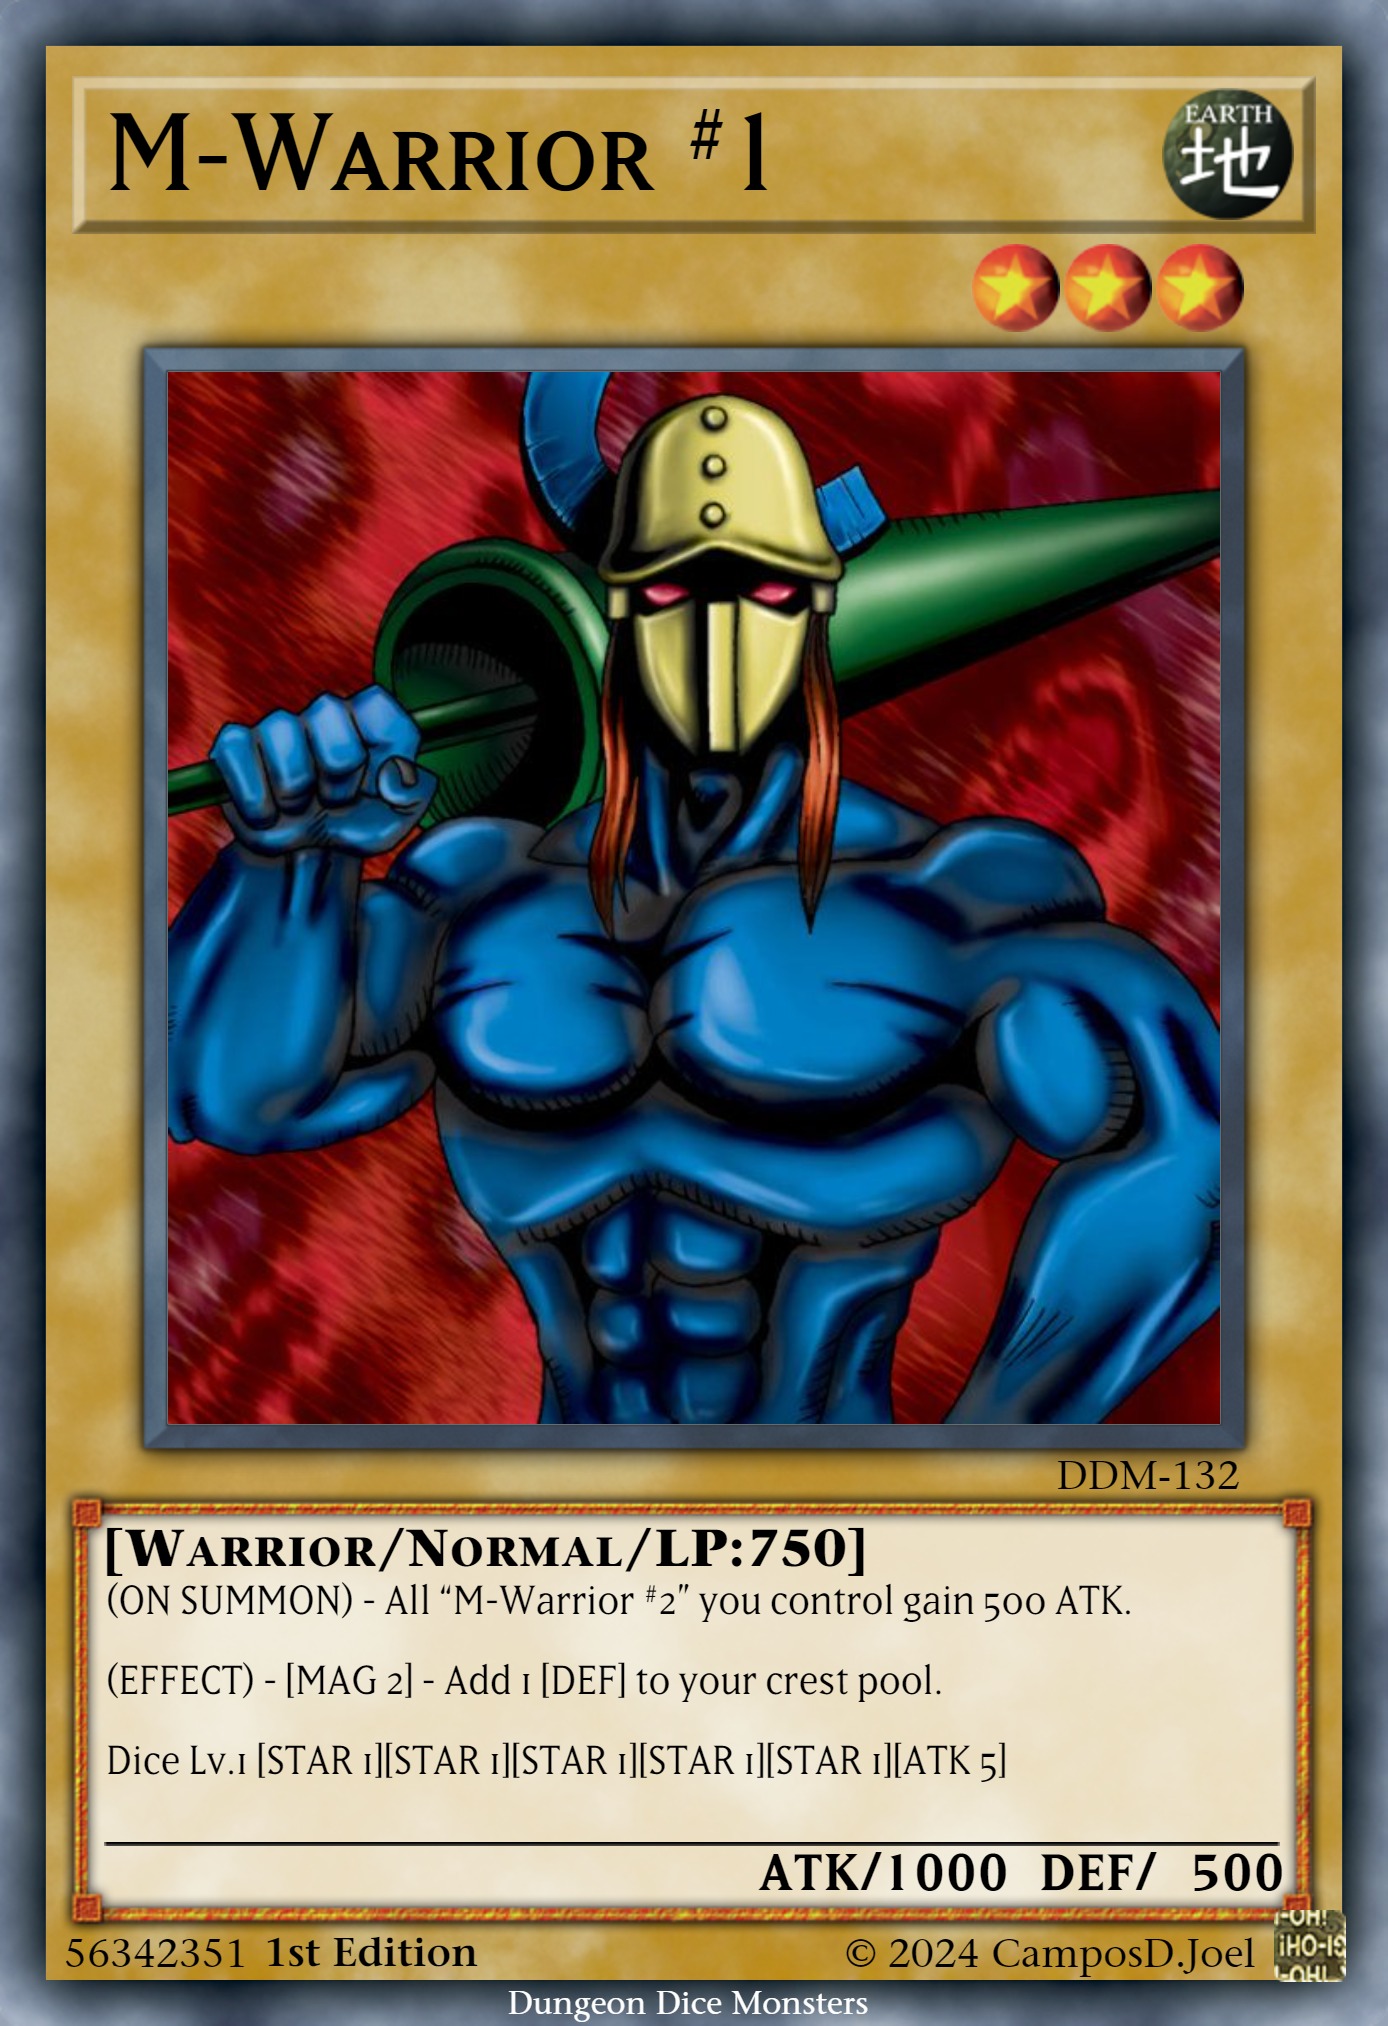 M-Warrior #1
EARTH
地
DDM-132
[Warrior/Normal/LP:750]
(ON SUMMON) - All “M-Warrior #2” you control gain 500 ATK.
(EFFECT) - [MAG 2] - Add 1 [DEF] to your crest pool.
Dice Lv.1 [STAR 1][STAR 1][STAR 1][STAR 1][STAR 1][ATK 5]
ATK/1000 DEF/ 500
56342351 1st Edition
© 2024 CamposD.Joel
Dungeon Dice Monsters